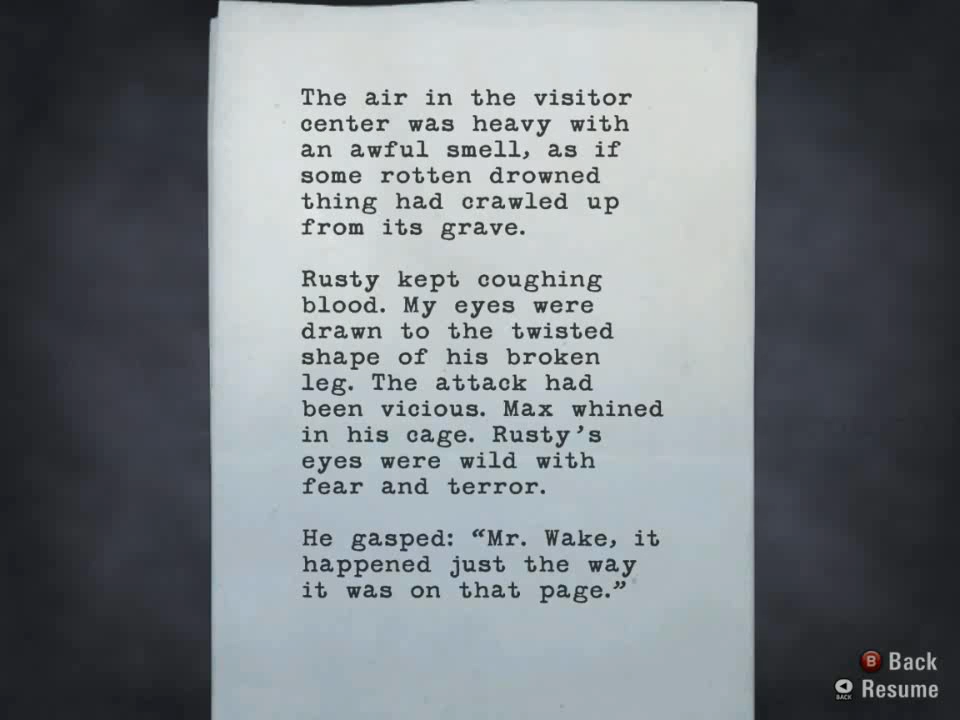 The air in the visitor
center was heavy with
an awful smell, as if
some rotten drowned
thing had crawled up
from its grave.
Rusty kept coughing
blood. My eyes were
drawn to the twisted
shape of his broken
leg. The attack had
been vicious. Max whined
in his cage. Rusty’s
eyes were wild with
fear and terror.
He gasped: “Mr. Wake, it
happened just the way
it was on that page.”
B Back
BACK Resume